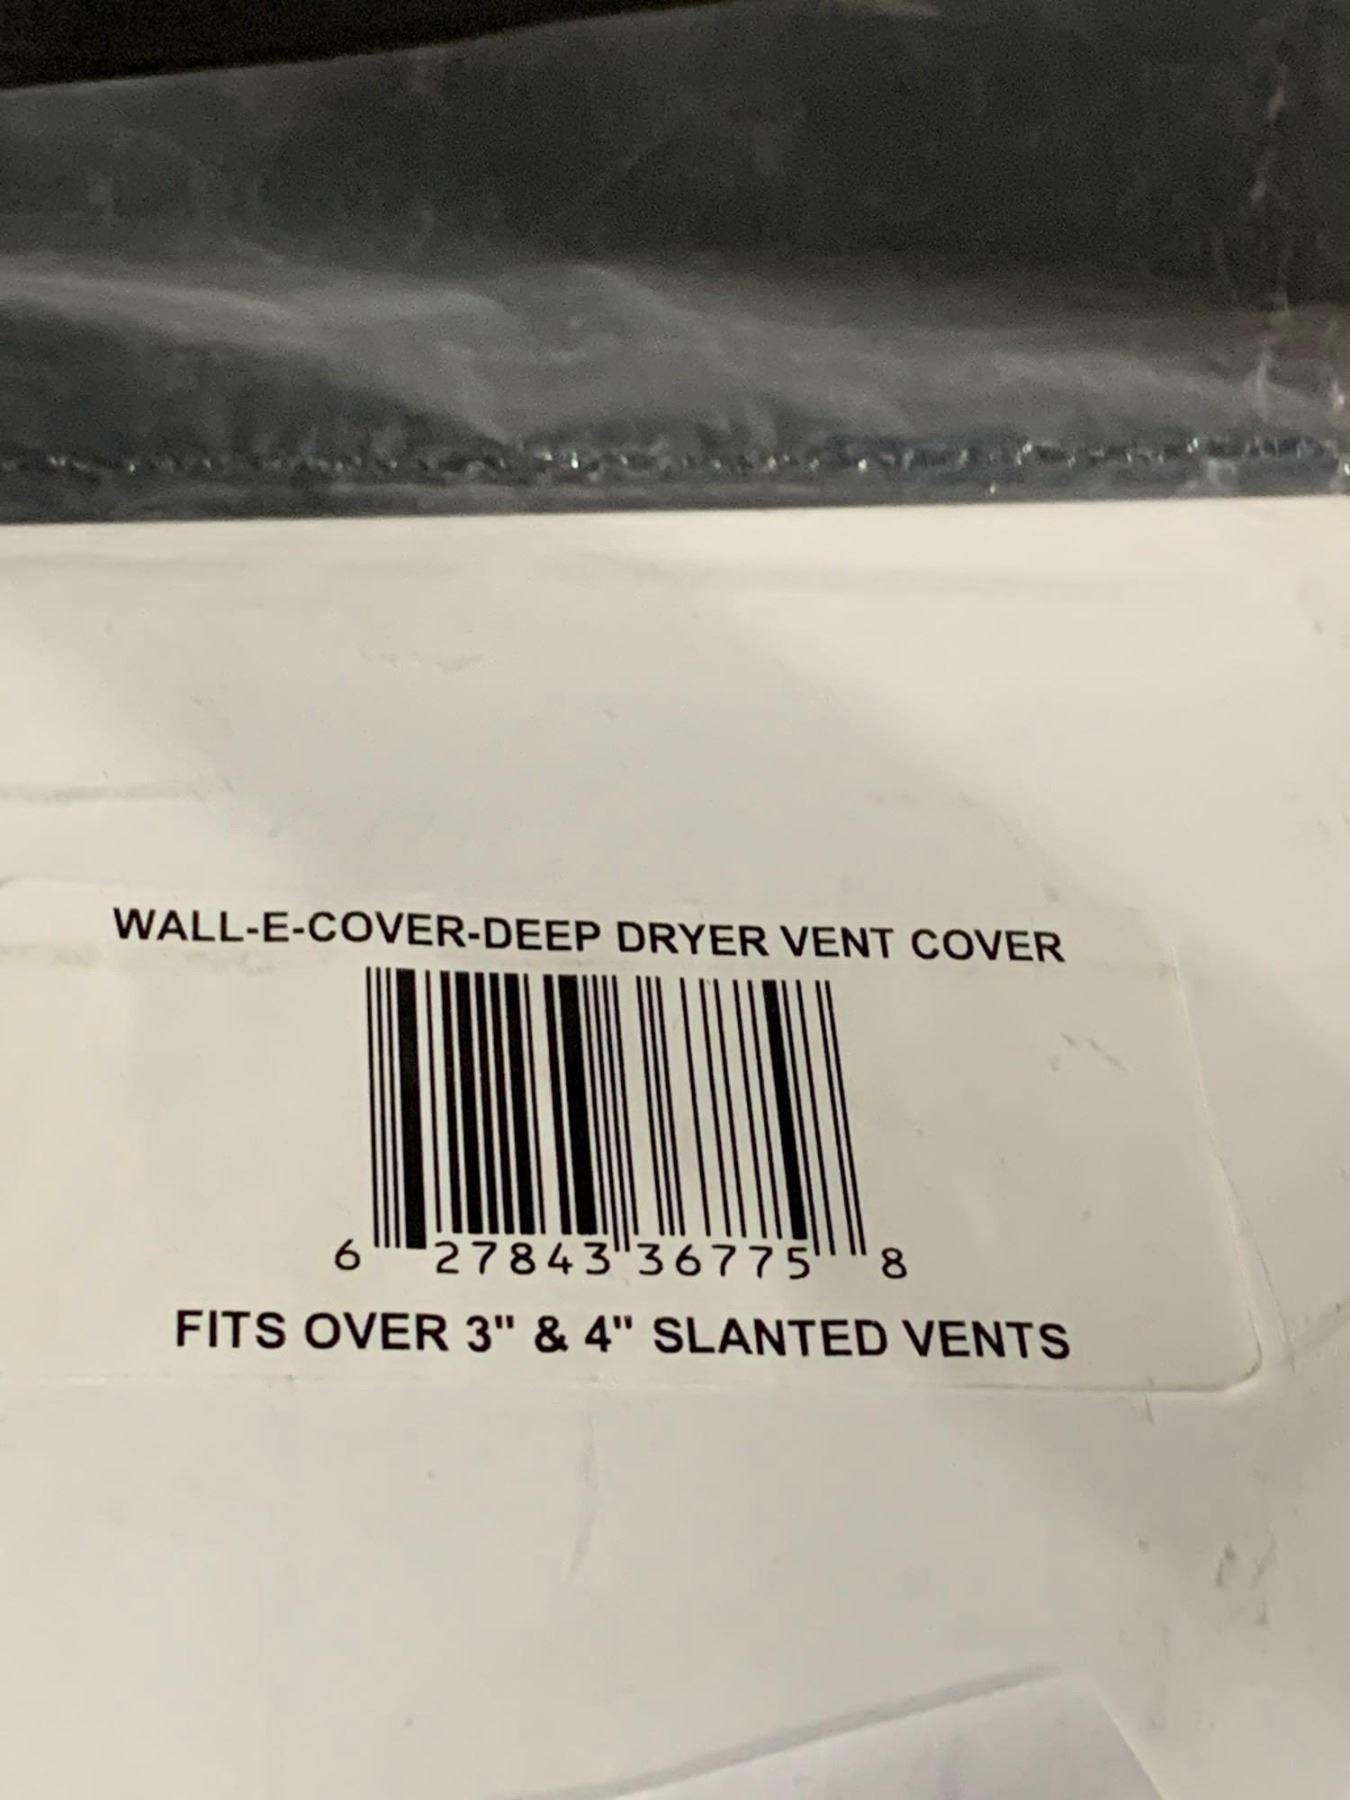 WALL-E-COVER-DEEP DRYER VENT COVER
6 27843 36775 8
FITS OVER 3" & 4" SLANTED VENTS